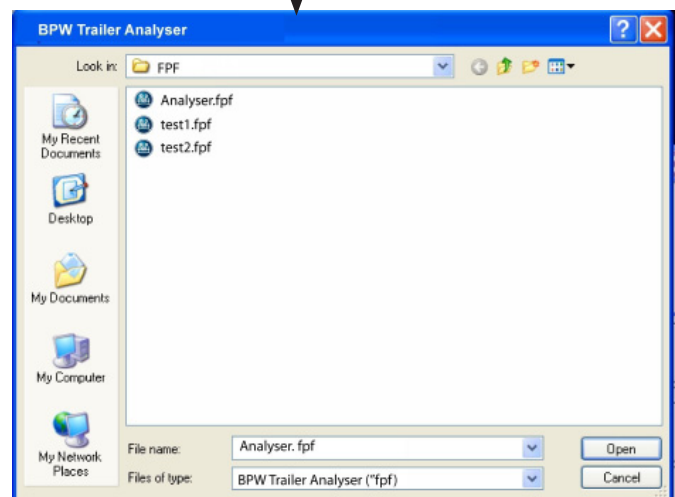 BPW Trailer Analyser
Look in:
FPF
Analyser.fpf
test1.fpf
test2.fpf
My Recent
Documents
Desktop
My Documents
My Computer
My Network
Places
File name:
Analyser. fpf
Open
Files of type:
BPW Trailer Analyser ("fpf)
Cancel